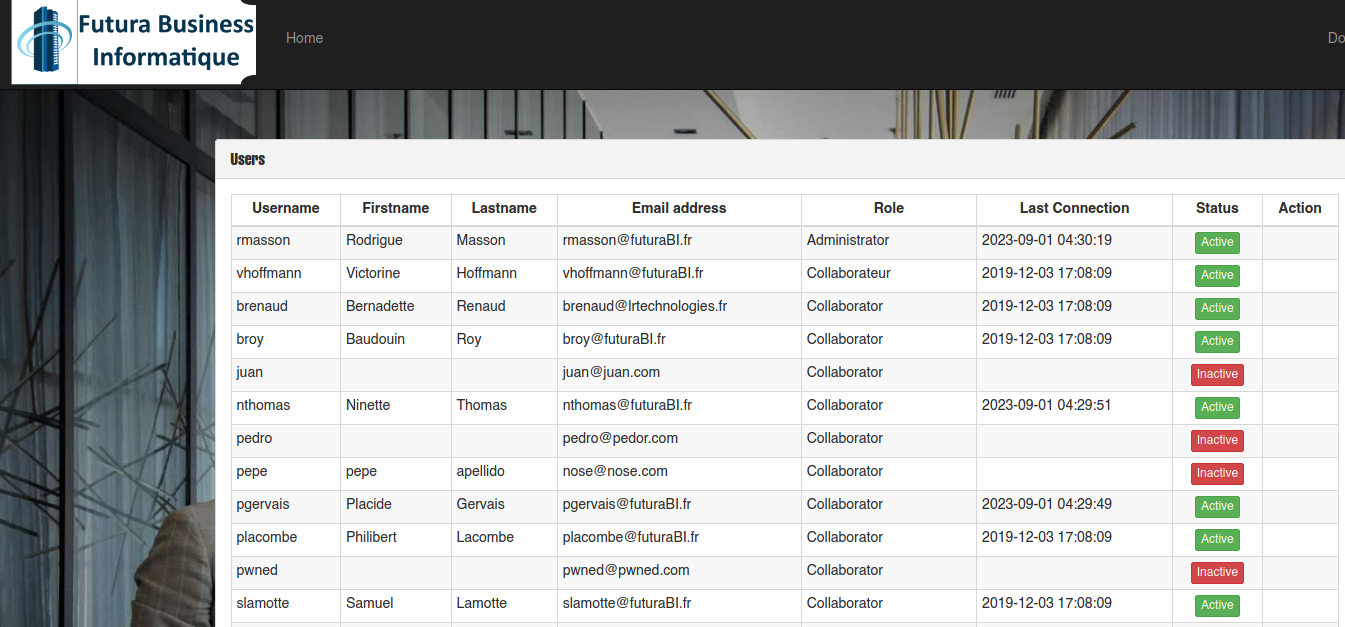 Futura Business
Informatique
Home
Do
Users
Username Firstname Lastname Email address Role Last Connection Status Action
rmasson Rodrigue Masson rmasson@futuraBI.fr Administrator 2023-09-01 04:30:19 Active
vhoffmann Victorine Hoffmann vhoffmann@futuraBI.fr Collaborateur 2019-12-03 17:08:09 Active
brenaud Bernadette Renaud brenaud@lrtechnologies.fr Collaborator 2019-12-03 17:08:09 Active
broy Baudouin Roy broy@futuraBI.fr Collaborator 2019-12-03 17:08:09 Active
juan juan@juan.com Collaborator Inactive
nthomas Ninette Thomas nthomas@futuraBI.fr Collaborator 2023-09-01 04:29:51 Active
pedro pedro@pedor.com Collaborator Inactive
pepe pepe apellido nose@nose.com Collaborator Inactive
pgervais Placide Gervais pgervais@futuraBI.fr Collaborator 2023-09-01 04:29:49 Active
placombe Philibert Lacombe placombe@futuraBI.fr Collaborator 2019-12-03 17:08:09 Active
pwned pwned@pwned.com Collaborator Inactive
slamotte Samuel Lamotte slamotte@futuraBI.fr Collaborator 2019-12-03 17:08:09 Active